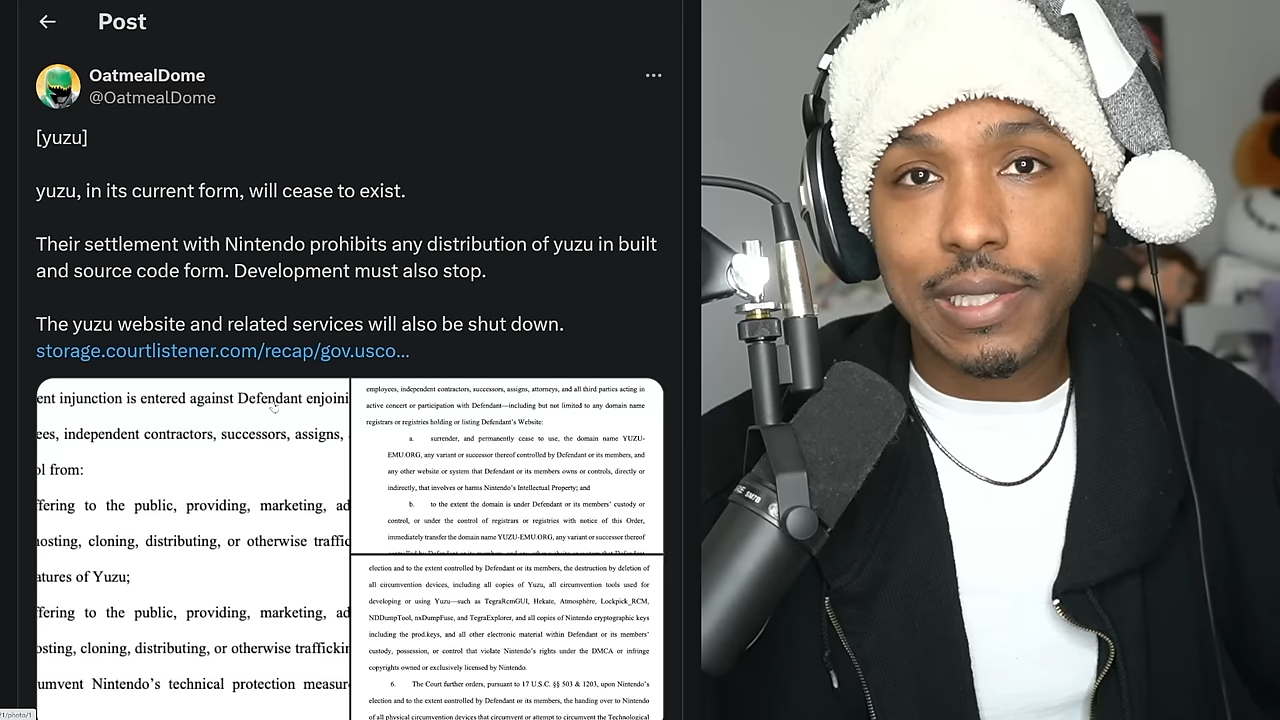 Post
OatmealDome
@OatmealDome
[yuzu]
yuzu, in its current form, will cease to exist.
Their settlement with Nintendo prohibits any distribution of yuzu in built
and source code form. Development must also stop.
The yuzu website and related services will also be shut down.
storage.courtlistener.com/recap/gov.usco...
ent injunction is entered against Defendant enjoini
ees, independent contractors, successors, assigns,
ol from:
ffering to the public, providing, marketing, ad
hosting, cloning, distributing, or otherwise traffic
atures of Yuzu;
ffering to the public, providing, marketing, ad
osting, cloning, distributing, or otherwise traffickin
umvent Nintendo' technical protection measur
employees, independent contractors, successors, assigns, attorneys, and all third parties acting in
active concert or participation with Defendant—including but not limited to any domain name
registrars or registries holding or listing Defendant's Website:
a. surrender, and permanently cease to use, the domain name YUZU-
EMU.ORG, any variant or successor thereof controlled by Defendant or its members, and
any other website or system that Defendant or its members owns or controls, directly or
indirectly, that involves or harms Nintendo's Intellectual Property; and
b. to the extent the domain is under Defendant or its members' custody or
control, or under the control of registrars or registries with notice of this Order,
immediately transfer the domain name YUZU-EMU.ORG, any variant or successor thereof
controlled by Defendant or its members, and any other website or system that Defendant
election and to the extent controlled by Defendant or its members, the destruction by deletion of
all circumvention devices, including all copies of Yuzu, all circumvention tools used for
developing or using Yuzu—such as TegraRcmGUI, Hekate, Atmosphère, Lockpick_RCM,
NDDumpTool, nxDumpFuse, and TegraExplorer, and all copies of Nintendo cryptographic keys
including the prod.keys, and all other electronic material within Defendant or its members'
custody, possession, or control that violate Nintendo's rights under the DMCA or infringe
copyrights owned or exclusively licensed by Nintendo.
6. The Court further orders, pursuant to 17 U.S.C. §§ 503 & 1203, upon Nintendo's
election and to the extent controlled by Defendant or its members, the handing over to Nintendo
of all physical circumvention devices that circumvent or attempt to circumvent the Technological
SM7B